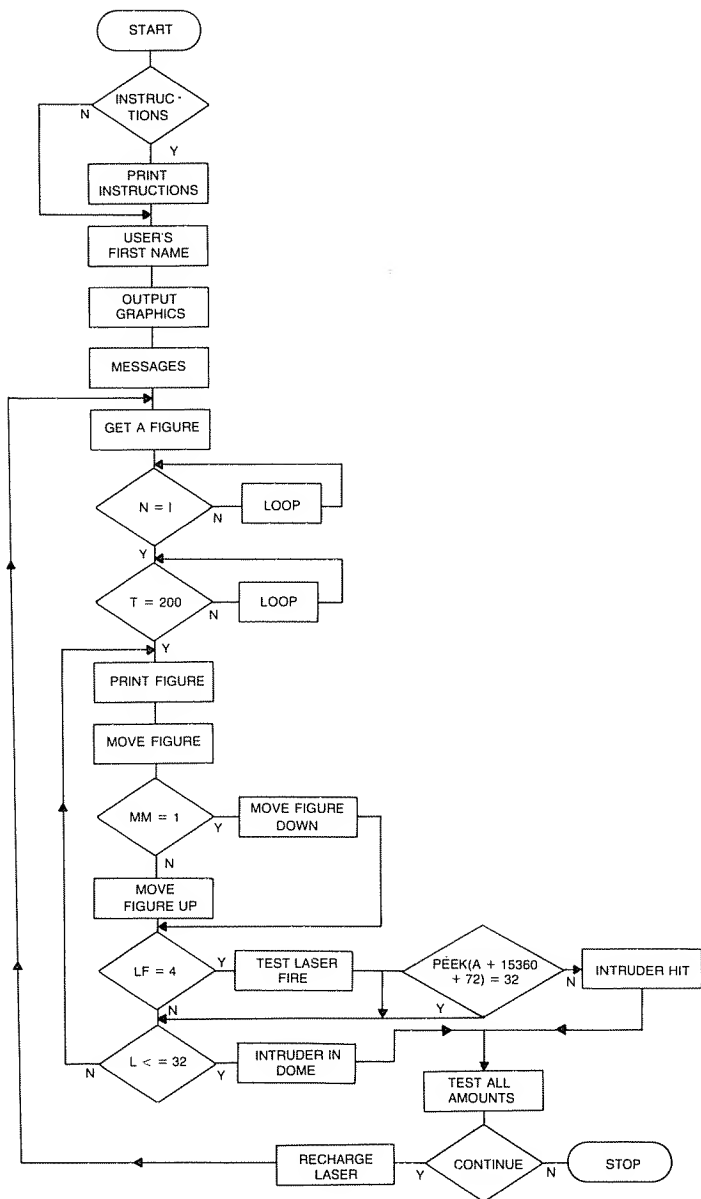 START
INSTRUC-
TIONS
N
Y
PRINT
INSTRUCTIONS
USER'S
FIRST NAME
OUTPUT
GRAPHICS
MESSAGES
GET A FIGURE
N = I
N
LOOP
Y
T = 200
N
LOOP
Y
PRINT FIGURE
MOVE FIGURE
MM = 1
Y
MOVE FIGURE
DOWN
N
MOVE
FIGURE UP
LF = 4
Y
TEST LASER
FIRE
PEEK(A + 15360
+ 72) = 32
N
INTRUDER HIT
Y
N
L < = 32
N
Y
INTRUDER IN
DOME
TEST ALL
AMOUNTS
CONTINUE
Y
RECHARGE
LASER
N
STOP